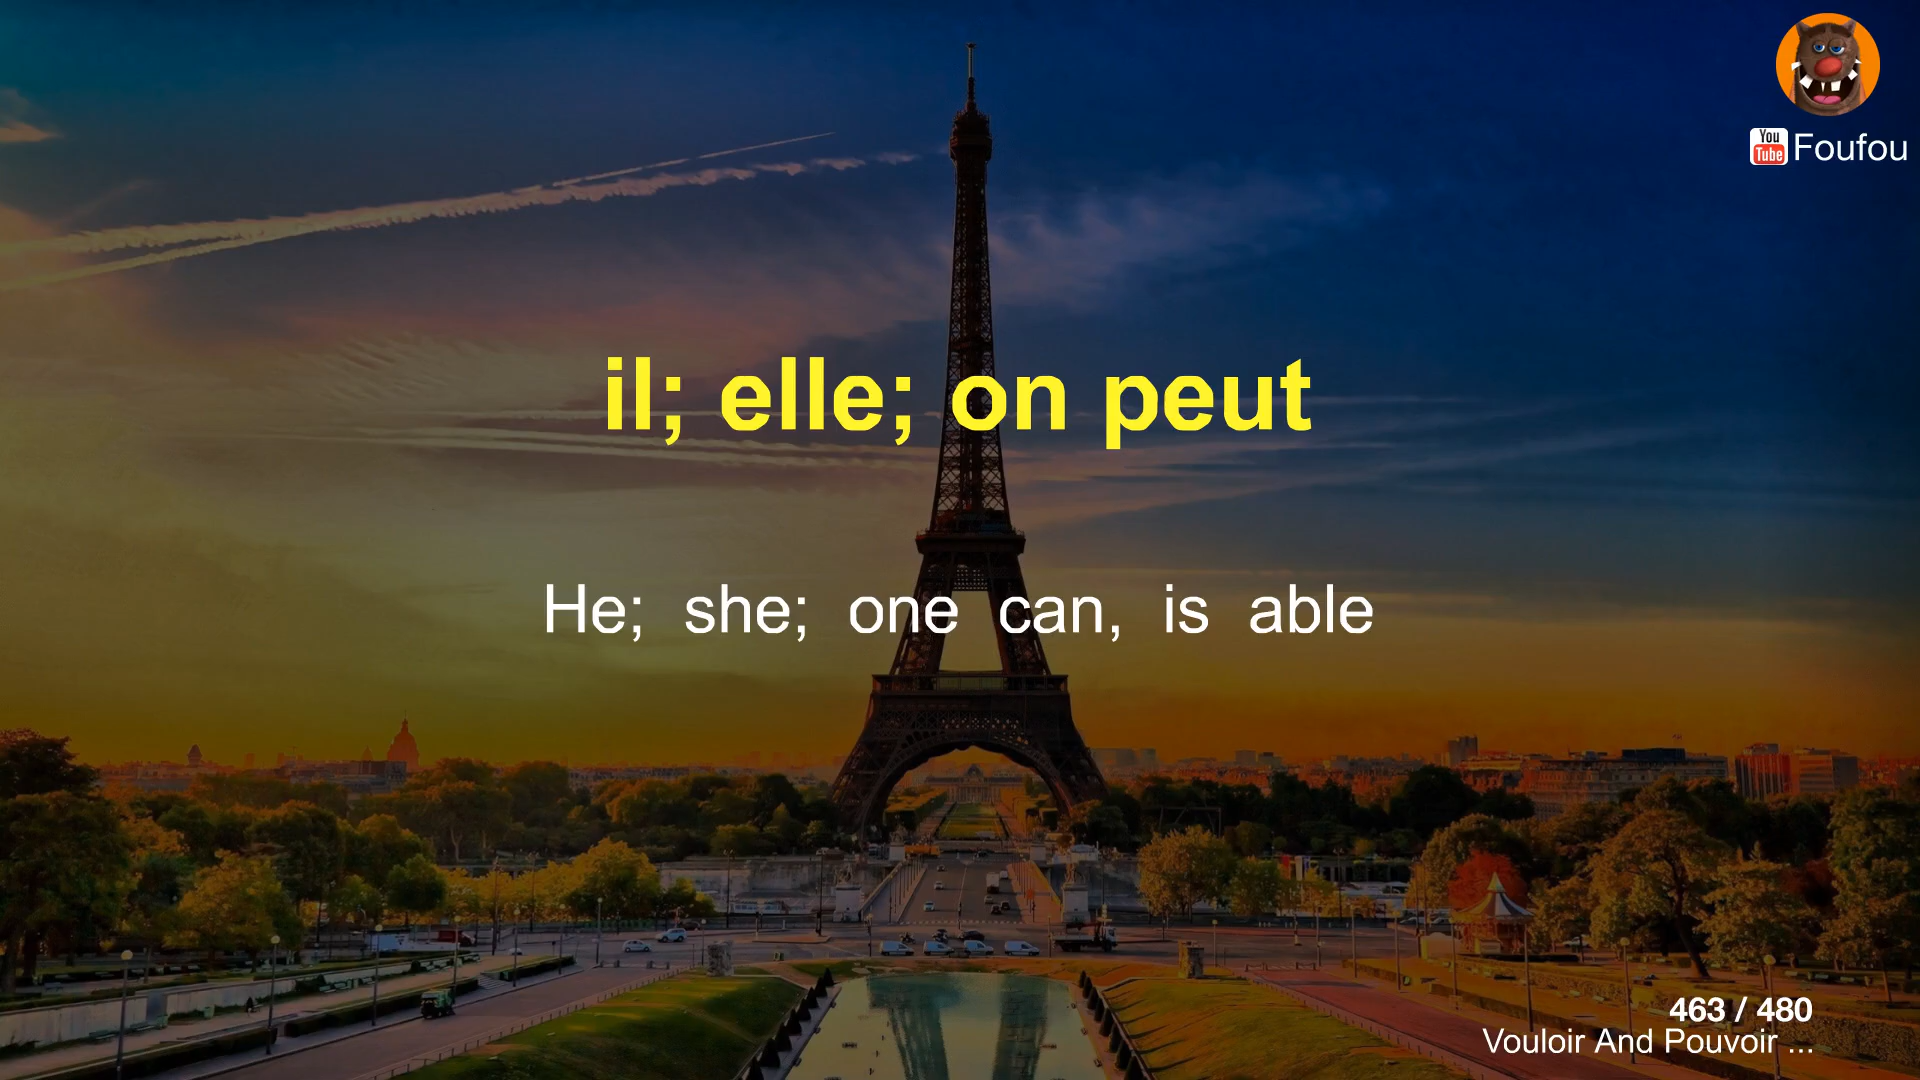 You
Tube Foufou
il; elle; on peut
He; she; one can, is able
463 / 480
Vouloir And Pouvoir ...